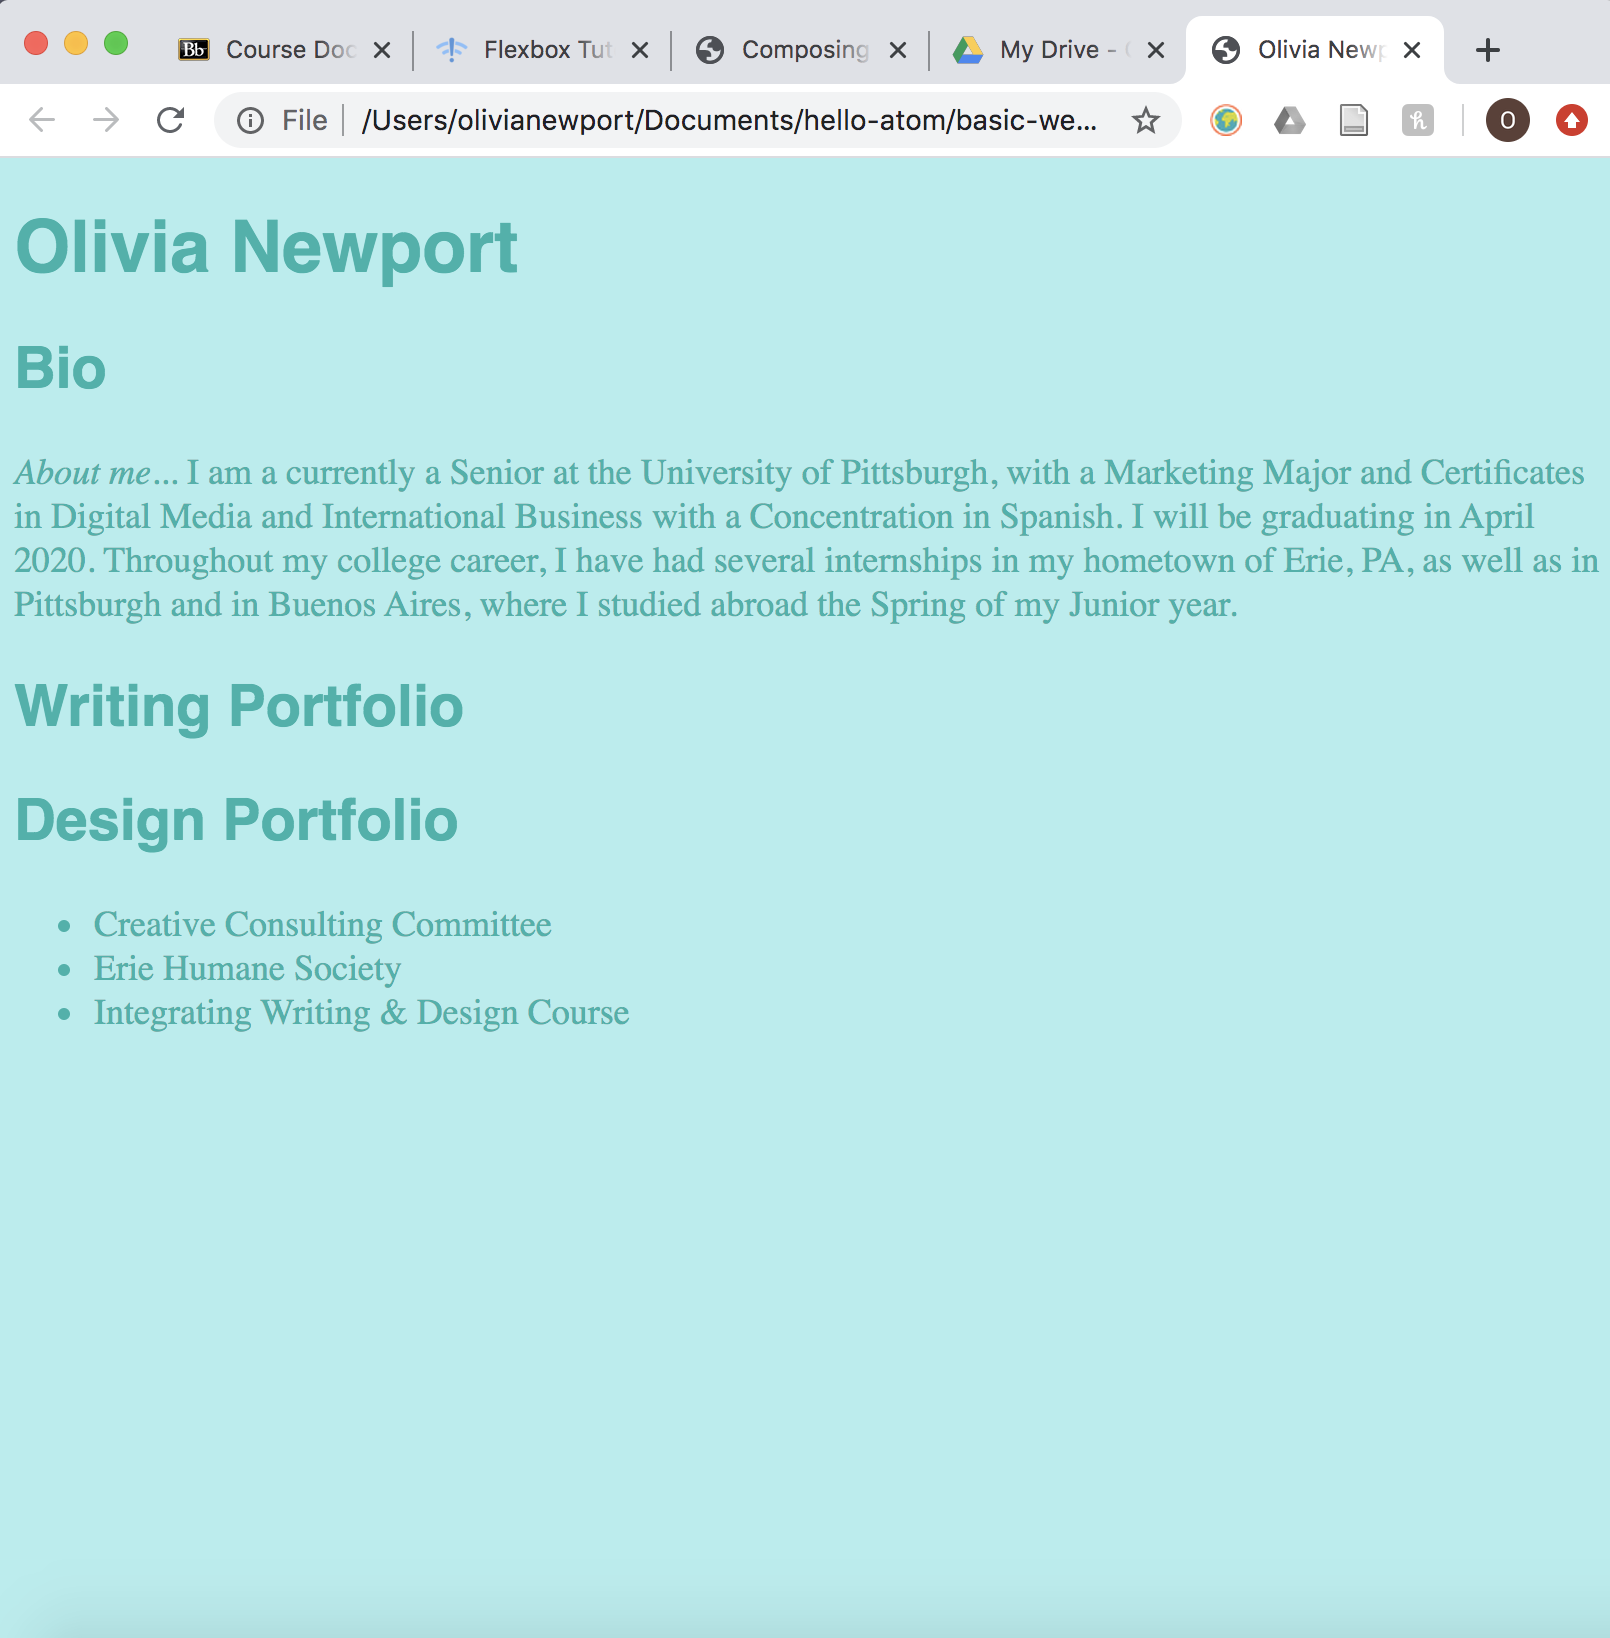 Bb Course Doc
Flexbox Tut
Composing
My Drive -
Olivia Newp
File
/Users/olivianewport/Documents/hello-atom/basic-we...
h
O
Olivia Newport
Bio
About me... I am a currently a Senior at the University of Pittsburgh, with a Marketing Major and Certificates
in Digital Media and International Business with a Concentration in Spanish. I will be graduating in April
2020. Throughout my college career, I have had several internships in my hometown of Erie, PA, as well as in
Pittsburgh and in Buenos Aires, where I studied abroad the Spring of my Junior year.
Writing Portfolio
Design Portfolio
• Creative Consulting Committee
• Erie Humane Society
• Integrating Writing & Design Course